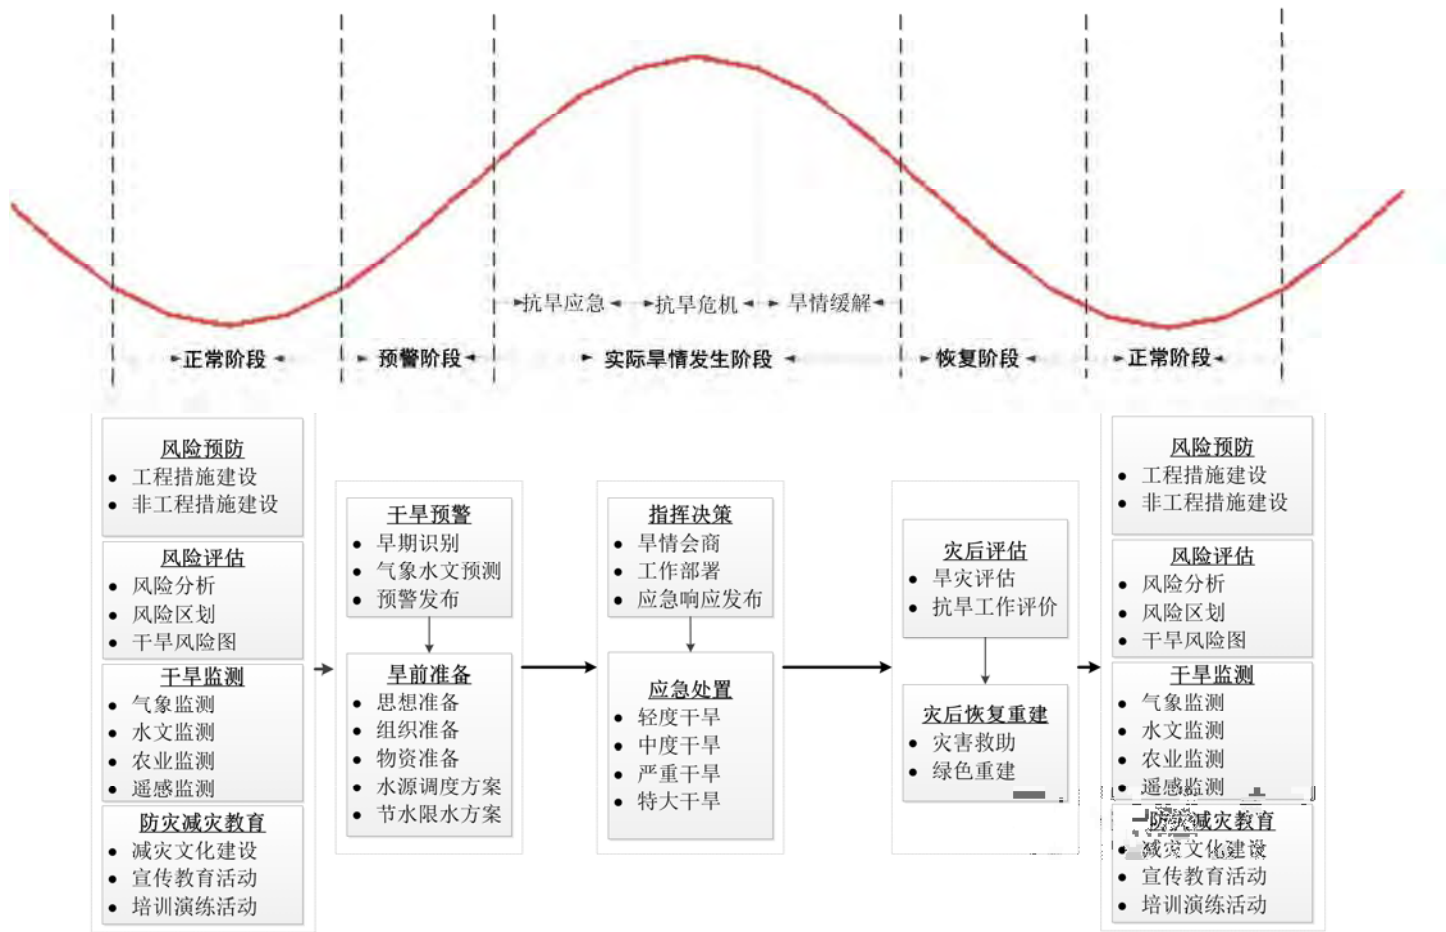 抗旱应急
抗旱危机
旱情缓解
正常阶段
预警阶段
实际旱情发生阶段
恢复阶段
正常阶段
风险预防
工程措施建设
非工程措施建设
风险评估
风险分析
风险区划
干旱风险图
干旱监测
气象监测
水文监测
农业监测
遥感监测
防灾减灾教育
减灾文化建设
宣传教育活动
培训演练活动
干旱预警
早期识别
气象水文预测
预警发布
旱前准备
思想准备
组织准备
物资准备
水源调度方案
节水限水方案
指挥决策
旱情会商
工作部署
应急响应发布
应急处置
轻度干旱
中度干旱
严重干旱
特大干旱
灾后评估
旱灾评估
抗旱工作评价
灾后恢复重建
灾害救助
绿色重建
风险预防
工程措施建设
非工程措施建设
风险评估
风险分析
风险区划
干旱风险图
干旱监测
气象监测
水文监测
农业监测
遥感监测
防灾减灾教育
减灾文化建设
宣传教育活动
培训演练活动